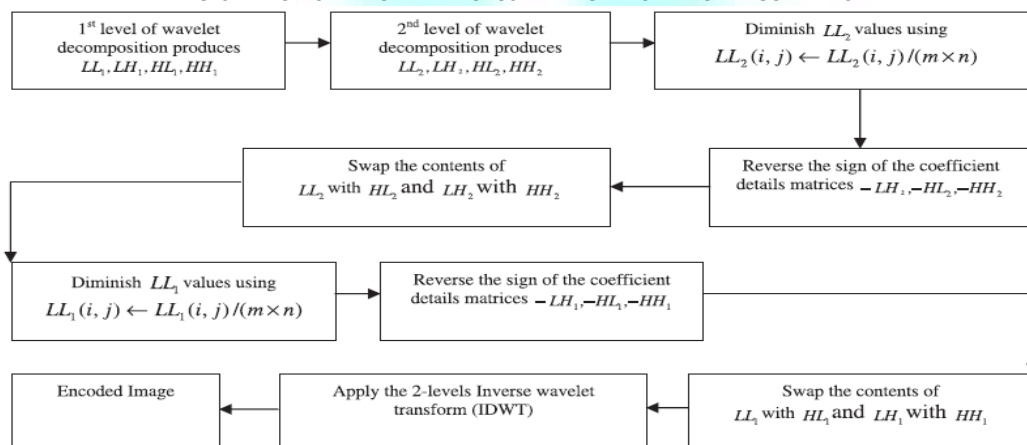 1st level of wavelet
decomposition produces
LL₁, LH₁, HL₁, HH₁
2nd level of wavelet
decomposition produces
LL₂, LH₂, HL₂, HH₂
Diminish LL₂ values using
LL₂(i, j) ← LL₂(i, j)/(m×n)
Reverse the sign of the coefficient
details matrices −LH₂,−HL₂,−HH₂
Swap the contents of
LL₂ with HL₂ and LH₂ with HH₂
Diminish LL₁ values using
LL₁(i, j) ← LL₁(i, j)/(m×n)
Reverse the sign of the coefficient
details matrices −LH₁,−HL₁,−HH₁
Swap the contents of
LL₁ with HL₁ and LH₁ with HH₁
Apply the 2-levels Inverse wavelet
transform (IDWT)
Encoded Image